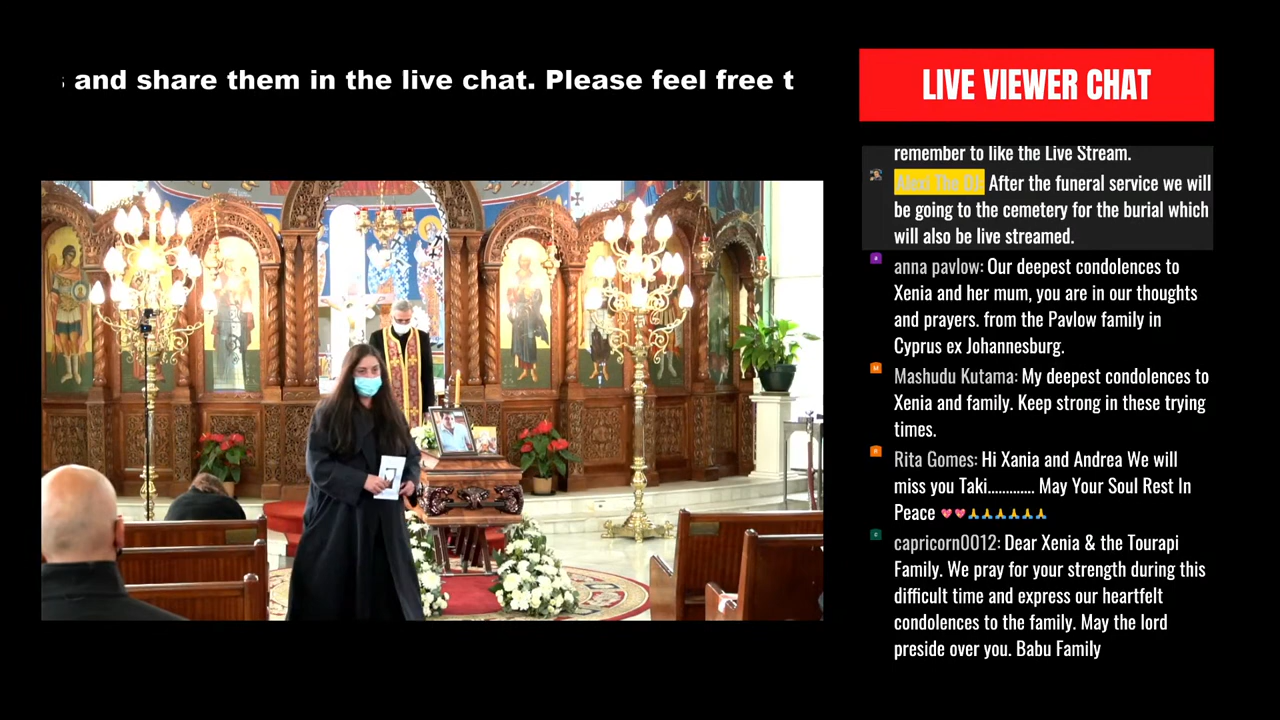 and share them in the live chat. Please feel free t
LIVE VIEWER CHAT
remember to like the Live Stream.
Alexi The DJ: After the funeral service we will
be going to the cemetery for the burial which
will also be live streamed.
anna pavlow: Our deepest condolences to
Xenia and her mum, you are in our thoughts
and prayers. from the Pavlow family in
Cyprus ex Johannesburg.
Mashudu Kutama: My deepest condolences to
Xenia and family. Keep strong in these trying
times.
Rita Gomes: Hi Xania and Andrea We will
miss you Taki............. May Your Soul Rest In
Peace 💖💖🙏🙏🙏🙏🙏🙏
capricorn0012: Dear Xenia & the Tourapi
Family. We pray for your strength during this
difficult time and express our heartfelt
condolences to the family. May the lord
preside over you. Babu Family